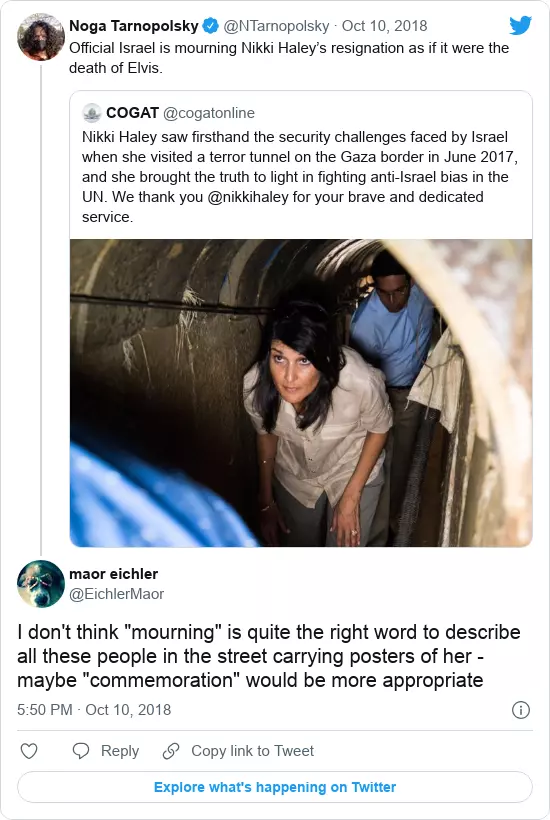 Noga Tarnopolsky @NTarnopolsky · Oct 10, 2018
Official Israel is mourning Nikki Haley’s resignation as if it were the
death of Elvis.
COGAT @cogatonline
Nikki Haley saw firsthand the security challenges faced by Israel
when she visited a terror tunnel on the Gaza border in June 2017,
and she brought the truth to light in fighting anti-Israel bias in the
UN. We thank you @nikkihaley for your brave and dedicated
service.
maor eichler
@EichlerMaor
I don't think "mourning" is quite the right word to describe
all these people in the street carrying posters of her -
maybe "commemoration" would be more appropriate
5:50 PM · Oct 10, 2018
Reply
Copy link to Tweet
Explore what's happening on Twitter